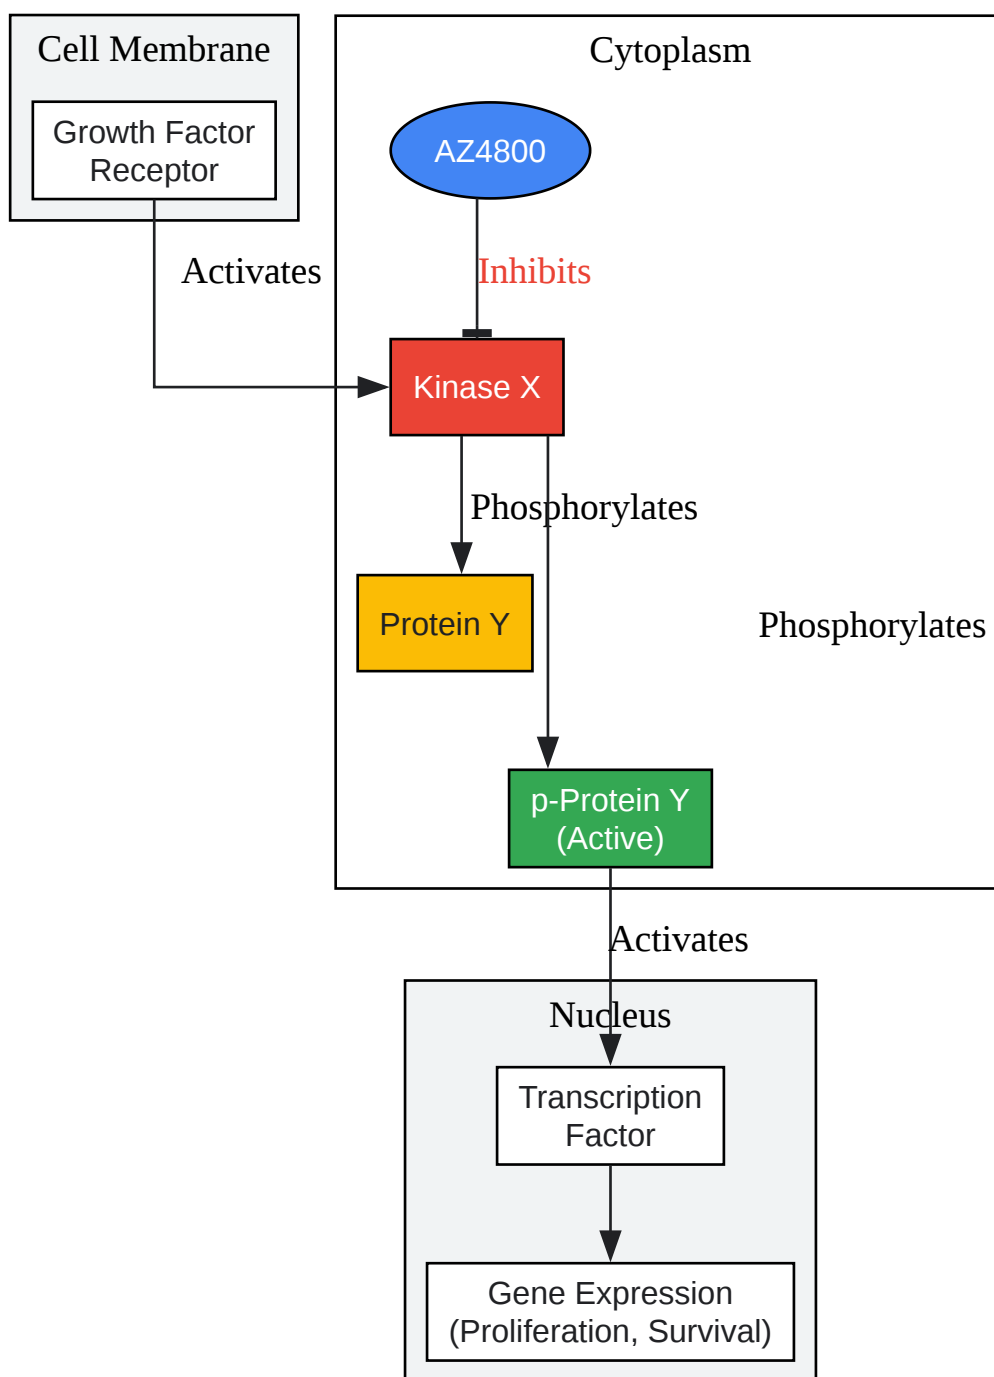 Cell Membrane
Growth Factor
Receptor
Cytoplasm
AZ4800
Activates
Inhibits
Kinase X
Phosphorylates
Protein Y
Phosphorylates
p-Protein Y
(Active)
Activates
Nucleus
Transcription
Factor
Gene Expression
(Proliferation, Survival)